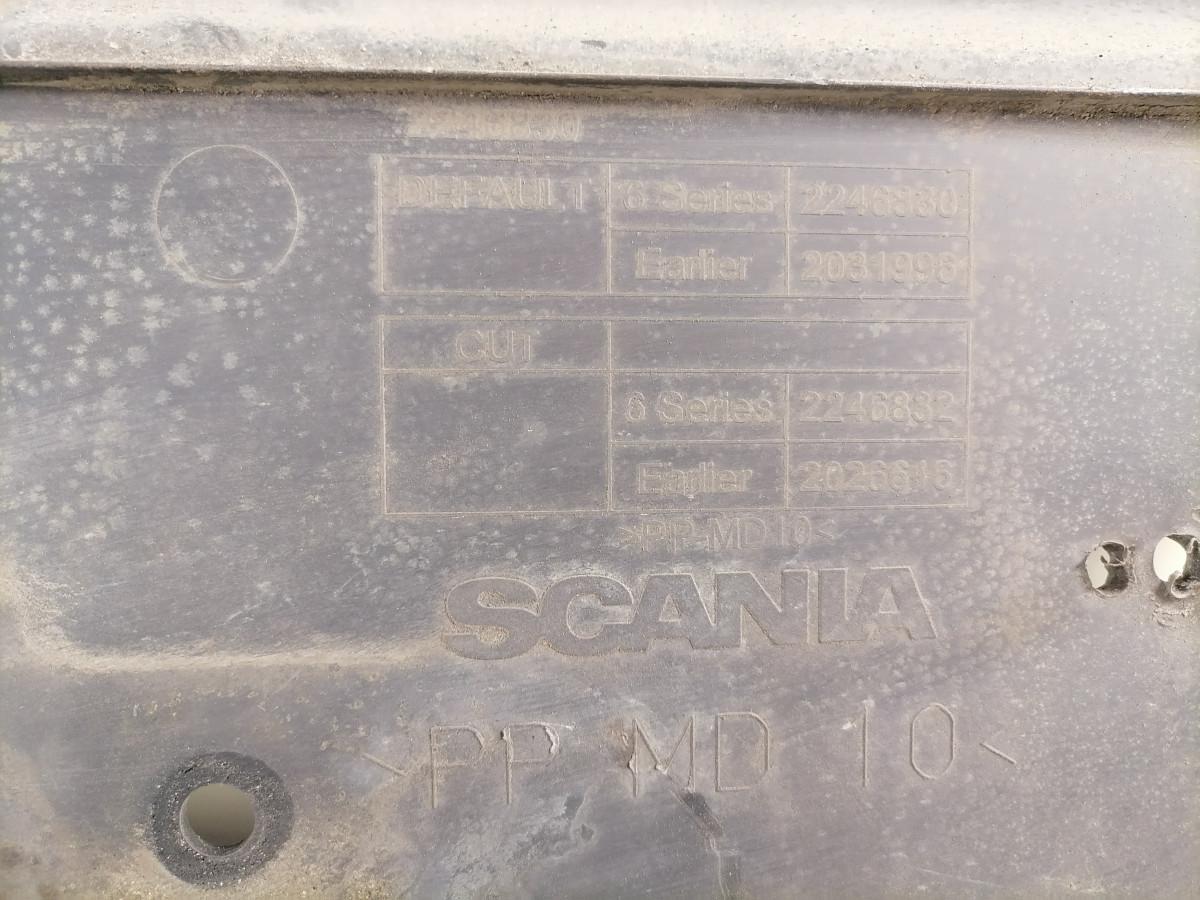 DEFAULT 6 Series 2246830
Earlier 2031998
CUT
6 Series 2246832
Earlier 2026615
>PP-MD10<
SCANIA
>PP MD 10<